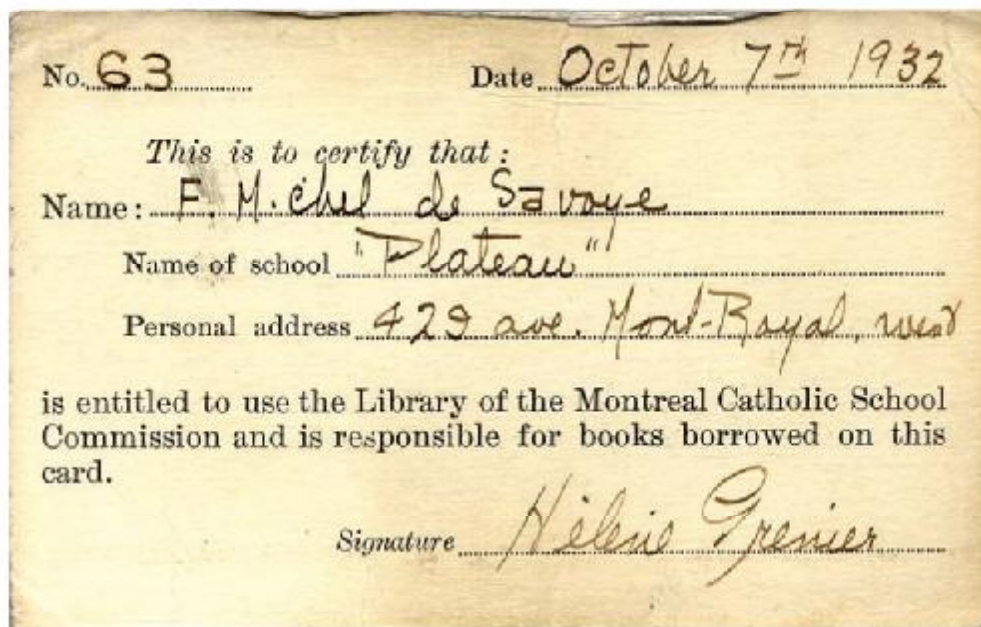 No. 63 Date October 7th 1932
This is to certify that :
Name : F. Michel de Savoye
Name of school "Plateau"
Personal address 429 ave. Mont-Royal, west
is entitled to use the Library of the Montreal Catholic School
Commission and is responsible for books borrowed on this
card.
Signature Hélène Grenier